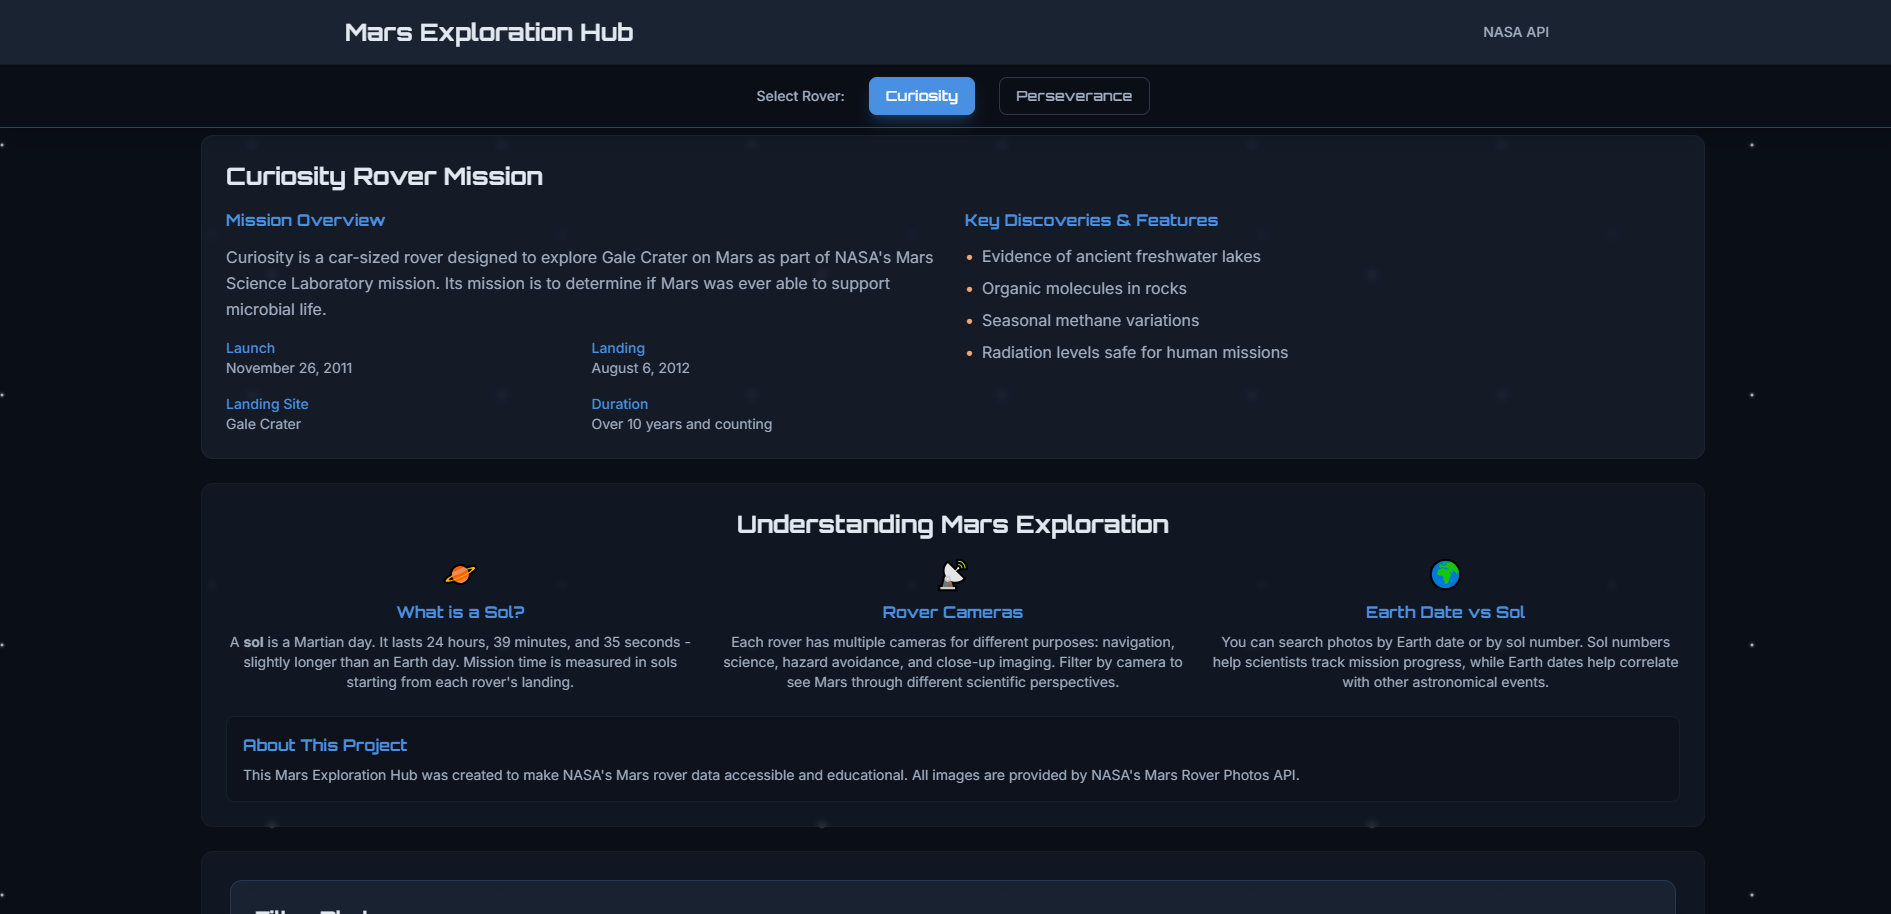 Mars Exploration Hub
NASA API
Select Rover:
Curiosity
Perseverance
Curiosity Rover Mission
Mission Overview
Curiosity is a car-sized rover designed to explore Gale Crater on Mars as part of NASA's Mars
Science Laboratory mission. Its mission is to determine if Mars was ever able to support
microbial life.
Launch
November 26, 2011
Landing
August 6, 2012
Landing Site
Gale Crater
Duration
Over 10 years and counting
Key Discoveries & Features
• Evidence of ancient freshwater lakes
• Organic molecules in rocks
• Seasonal methane variations
• Radiation levels safe for human missions
Understanding Mars Exploration
What is a Sol?
A sol is a Martian day. It lasts 24 hours, 39 minutes, and 35 seconds -
slightly longer than an Earth day. Mission time is measured in sols
starting from each rover's landing.
Rover Cameras
Each rover has multiple cameras for different purposes: navigation,
science, hazard avoidance, and close-up imaging. Filter by camera to
see Mars through different scientific perspectives.
Earth Date vs Sol
You can search photos by Earth date or by sol number. Sol numbers
help scientists track mission progress, while Earth dates help correlate
with other astronomical events.
About This Project
This Mars Exploration Hub was created to make NASA's Mars rover data accessible and educational. All images are provided by NASA's Mars Rover Photos API.